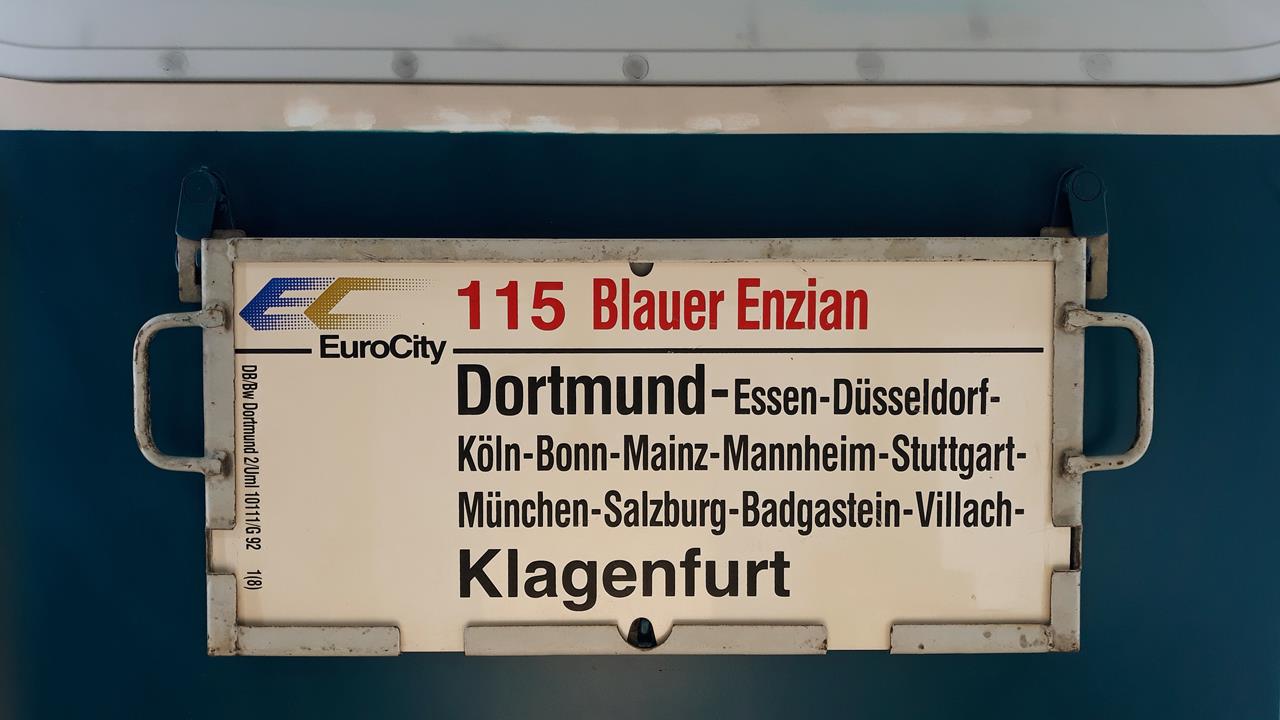 EC
EuroCity
115 Blauer Enzian
Dortmund-Essen-Düsseldorf-
Köln-Bonn-Mainz-Mannheim-Stuttgart-
München-Salzburg-Badgastein-Villach-
Klagenfurt
DB/Bw Dortmund 2/Uml 10111/G 92 1(8)